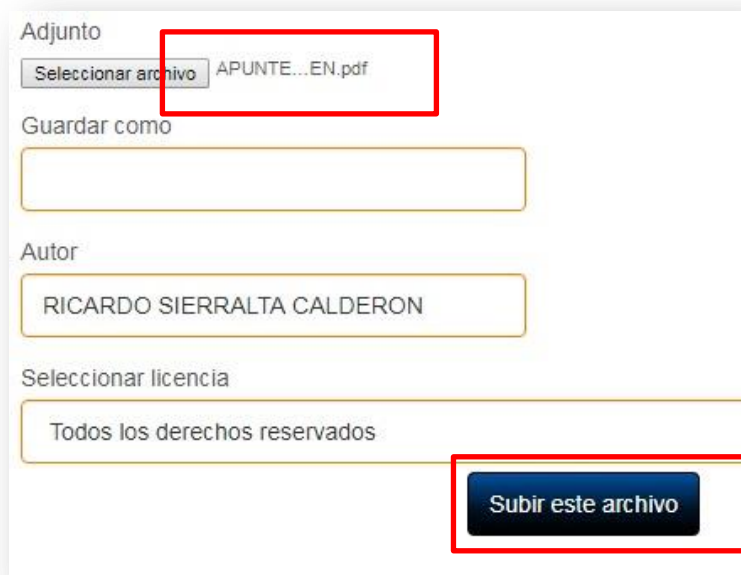 Adjunto
Seleccionar archivo APUNTE...EN.pdf
Guardar como
Autor
RICARDO SIERRALTA CALDERON
Seleccionar licencia
Todos los derechos reservados
Subir este archivo